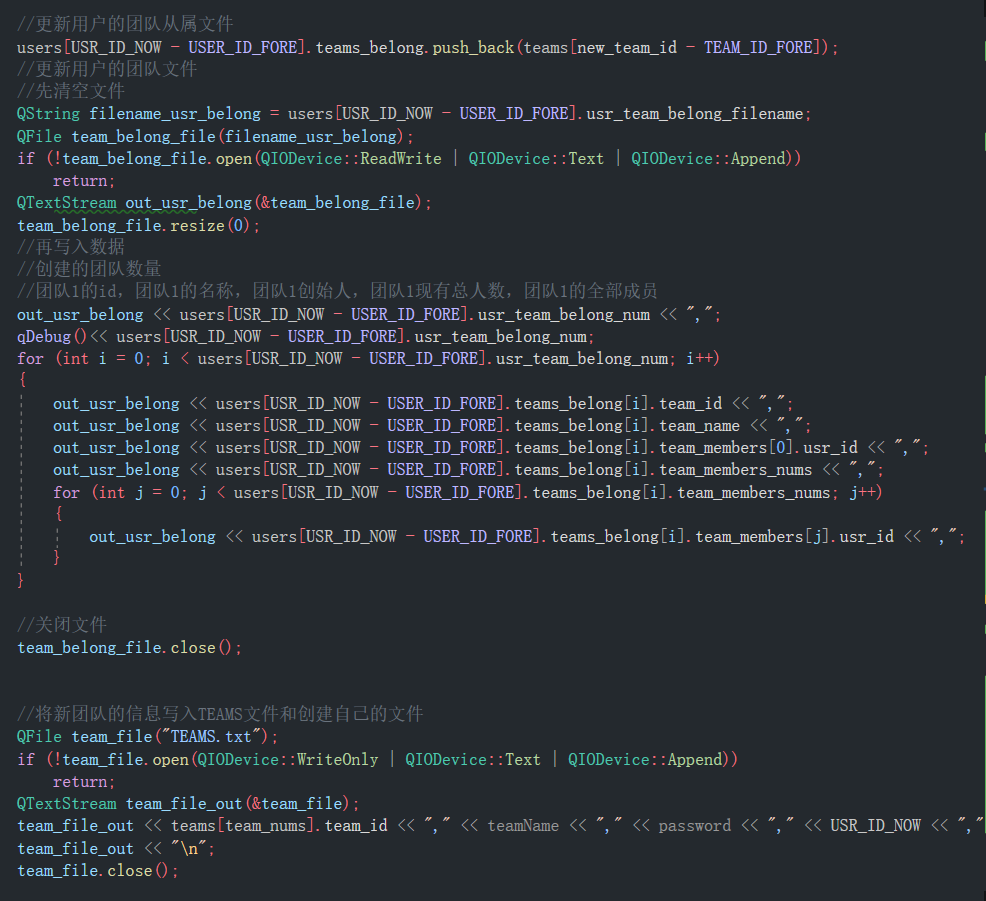 //更新用户的团队从属文件
users[USR_ID_NOW - USER_ID_FORE].teams_belong.push_back(teams[new_team_id - TEAM_ID_FORE]);
//更新用户的团队文件
//先清空文件
QString filename_usr_belong = users[USR_ID_NOW - USER_ID_FORE].usr_team_belong_filename;
QFile team_belong_file(filename_usr_belong);
if (!team_belong_file.open(QIODevice::ReadWrite | QIODevice::Text | QIODevice::Append))
    return;
QTextStream out_usr_belong(&team_belong_file);
team_belong_file.resize(0);
//再写入数据
//创建的团队数量
//团队1的id，团队1的名称，团队1创始人，团队1现有总人数，团队1的全部成员
out_usr_belong << users[USR_ID_NOW - USER_ID_FORE].usr_team_belong_num << ",";
qDebug()<< users[USR_ID_NOW - USER_ID_FORE].usr_team_belong_num;
for (int i = 0; i < users[USR_ID_NOW - USER_ID_FORE].usr_team_belong_num; i++)
{
    out_usr_belong << users[USR_ID_NOW - USER_ID_FORE].teams_belong[i].team_id << ",";
    out_usr_belong << users[USR_ID_NOW - USER_ID_FORE].teams_belong[i].team_name << ",";
    out_usr_belong << users[USR_ID_NOW - USER_ID_FORE].teams_belong[i].team_members[0].usr_id << ",";
    out_usr_belong << users[USR_ID_NOW - USER_ID_FORE].teams_belong[i].team_members_nums << ",";
    for (int j = 0; j < users[USR_ID_NOW - USER_ID_FORE].teams_belong[i].team_members_nums; j++)
    {
        out_usr_belong << users[USR_ID_NOW - USER_ID_FORE].teams_belong[i].team_members[j].usr_id << ",";
    }
}
//关闭文件
team_belong_file.close();
//将新团队的信息写入TEAMS文件和创建自己的文件
QFile team_file("TEAMS.txt");
if (!team_file.open(QIODevice::WriteOnly | QIODevice::Text | QIODevice::Append))
    return;
QTextStream team_file_out(&team_file);
team_file_out << teams[team_nums].team_id << "," << teamName << "," << password << "," << USR_ID_NOW << ","
team_file_out << "\n";
team_file.close();